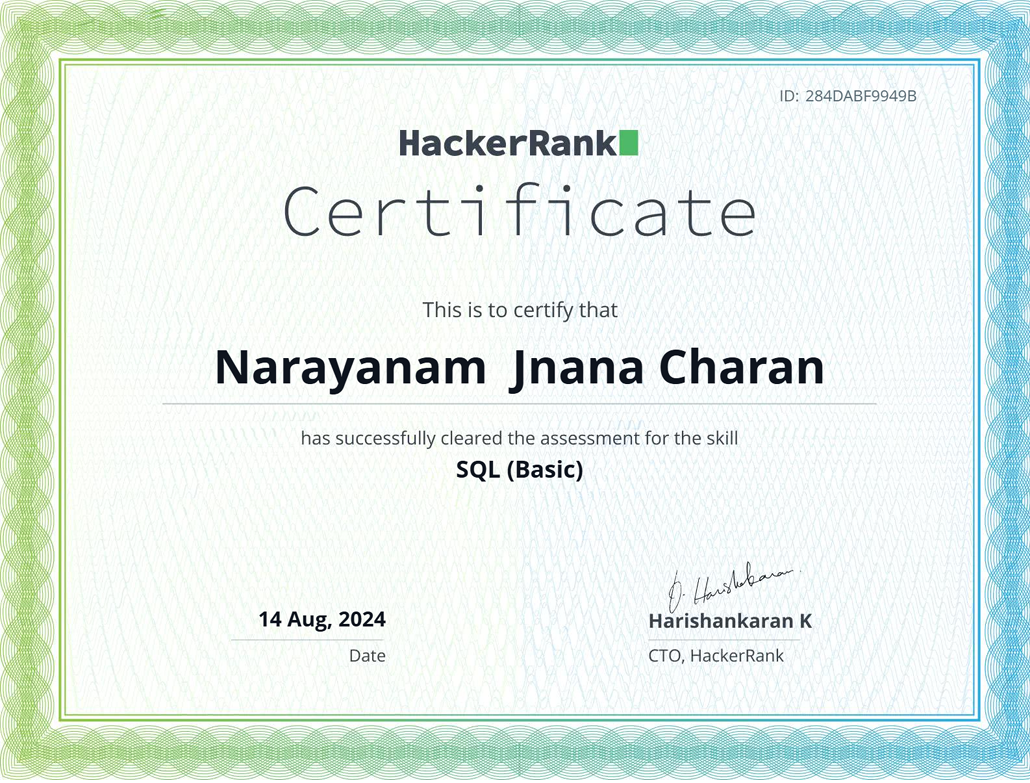 ID: 284DABF9949B
HackerRank
Certificate
This is to certify that
Narayanam  Jnana Charan
has successfully cleared the assessment for the skill
SQL (Basic)
14 Aug, 2024
Date
Harishankaran K
CTO, HackerRank